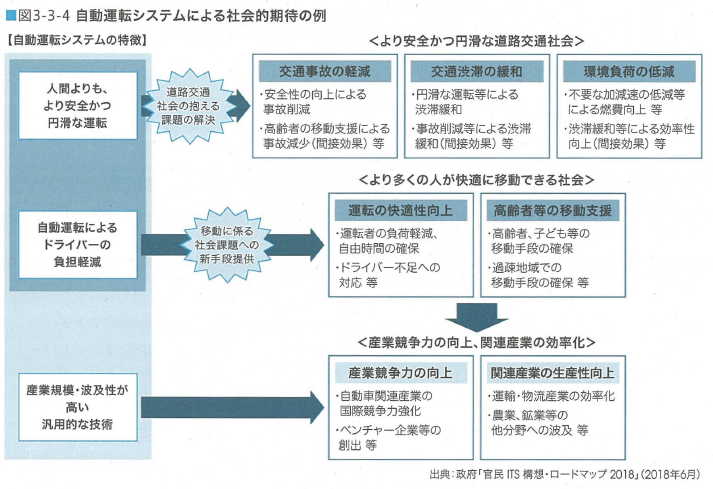 ■図3-3-4 自動運転システムによる社会的期待の例
【自動運転システムの特徴】
＜より安全かつ円滑な道路交通社会＞
人間よりも、
より安全かつ
円滑な運転
道路交通
社会の抱える
課題の解決
交通事故の軽減
・安全性の向上による
事故削減
・高齢者の移動支援による
事故減少（間接効果）等
交通渋滞の緩和
・円滑な運転等による
渋滞緩和
・事故削減等による渋滞
緩和（間接効果）等
環境負荷の低減
・不要な加減速の低減等
による燃費向上 等
・渋滞緩和等による効率性
向上（間接効果）等
＜より多くの人が快適に移動できる社会＞
自動運転による
ドライバーの
負担軽減
移動に係る
社会課題への
新手段提供
運転の快適性向上
・運転者の負荷軽減、
自由時間の確保
・ドライバー不足への
対応 等
高齢者等の移動支援
・高齢者、子ども等の
移動手段の確保
・過疎地域での
移動手段の確保 等
＜産業競争力の向上、関連産業の効率化＞
産業規模・波及性が
高い
汎用的な技術
産業競争力の向上
・自動車関連産業の
国際競争力強化
・ベンチャー企業等の
創出 等
関連産業の生産性向上
・運輸・物流産業の効率化
・農業、鉱業等の
他分野への波及 等
出典：政府「官民 ITS 構想・ロードマップ 2018」（2018年6月）